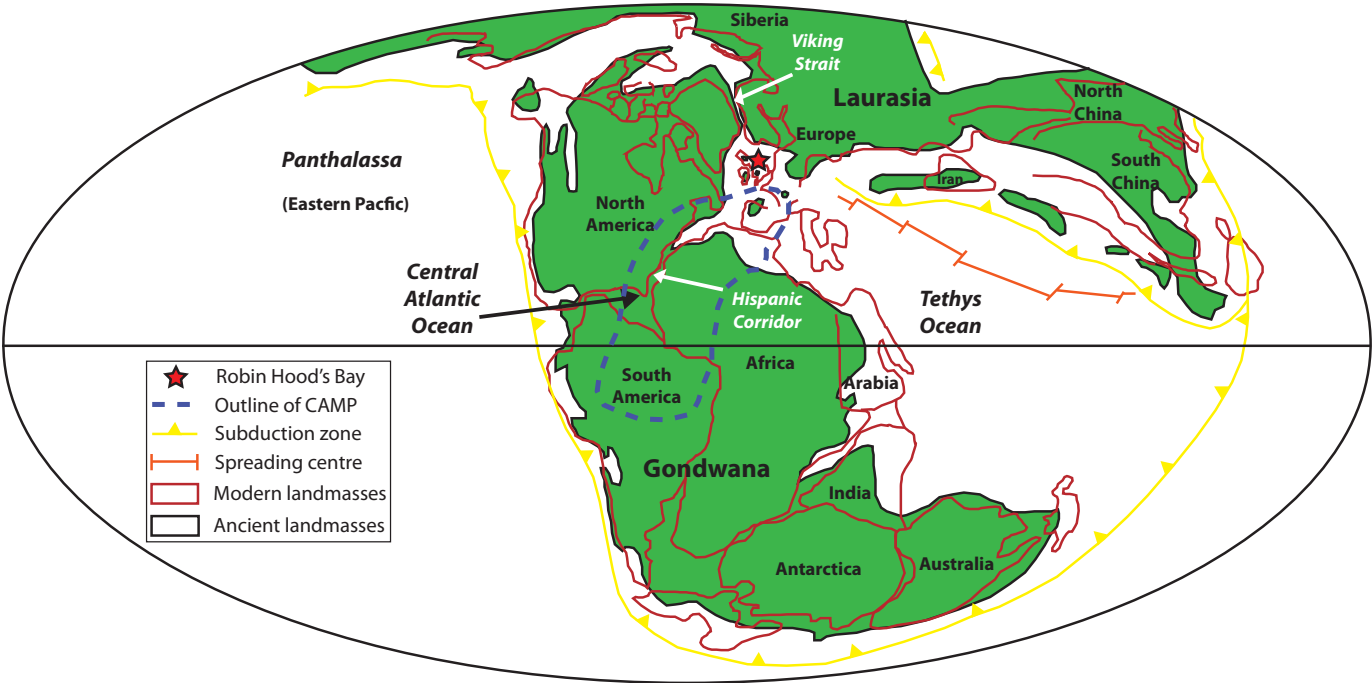 Siberia
Viking
Strait
Laurasia
North
China
Europe
Panthalassa
(Eastern Pacfic)
South
China
Iran
North
America
Central
Atlantic
Ocean
Hispanic
Corridor
Tethys
Ocean
Africa
South
America
Arabia
Gondwana
India
Antarctica
Australia
Robin Hood's Bay
Outline of CAMP
Subduction zone
Spreading centre
Modern landmasses
Ancient landmasses